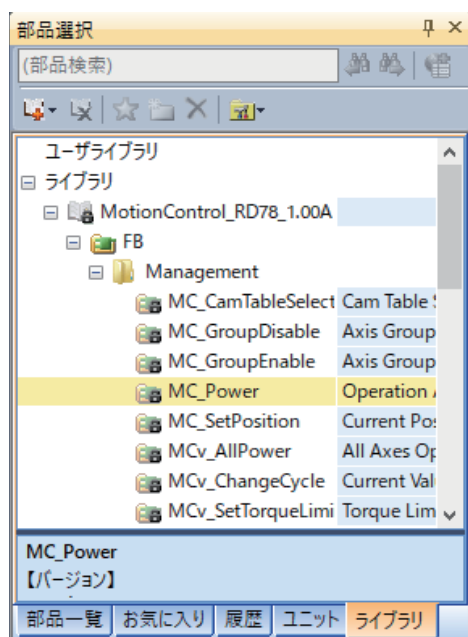 部品選択
(部品検索)
ユーザライブラリ
ライブラリ
MotionControl_RD78_1.00A
FB
Management
MC_CamTableSelect Cam Table
MC_GroupDisable Axis Group
MC_GroupEnable Axis Group
MC_Power Operation
MC_SetPosition Current Pos
MCv_AllPower All Axes Op
MCv_ChangeCycle Current Val
MCv_SetTorqueLimi Torque Lim
MC_Power
【バージョン】
部品一覧 お気に入り 履歴 ユニット ライブラリ